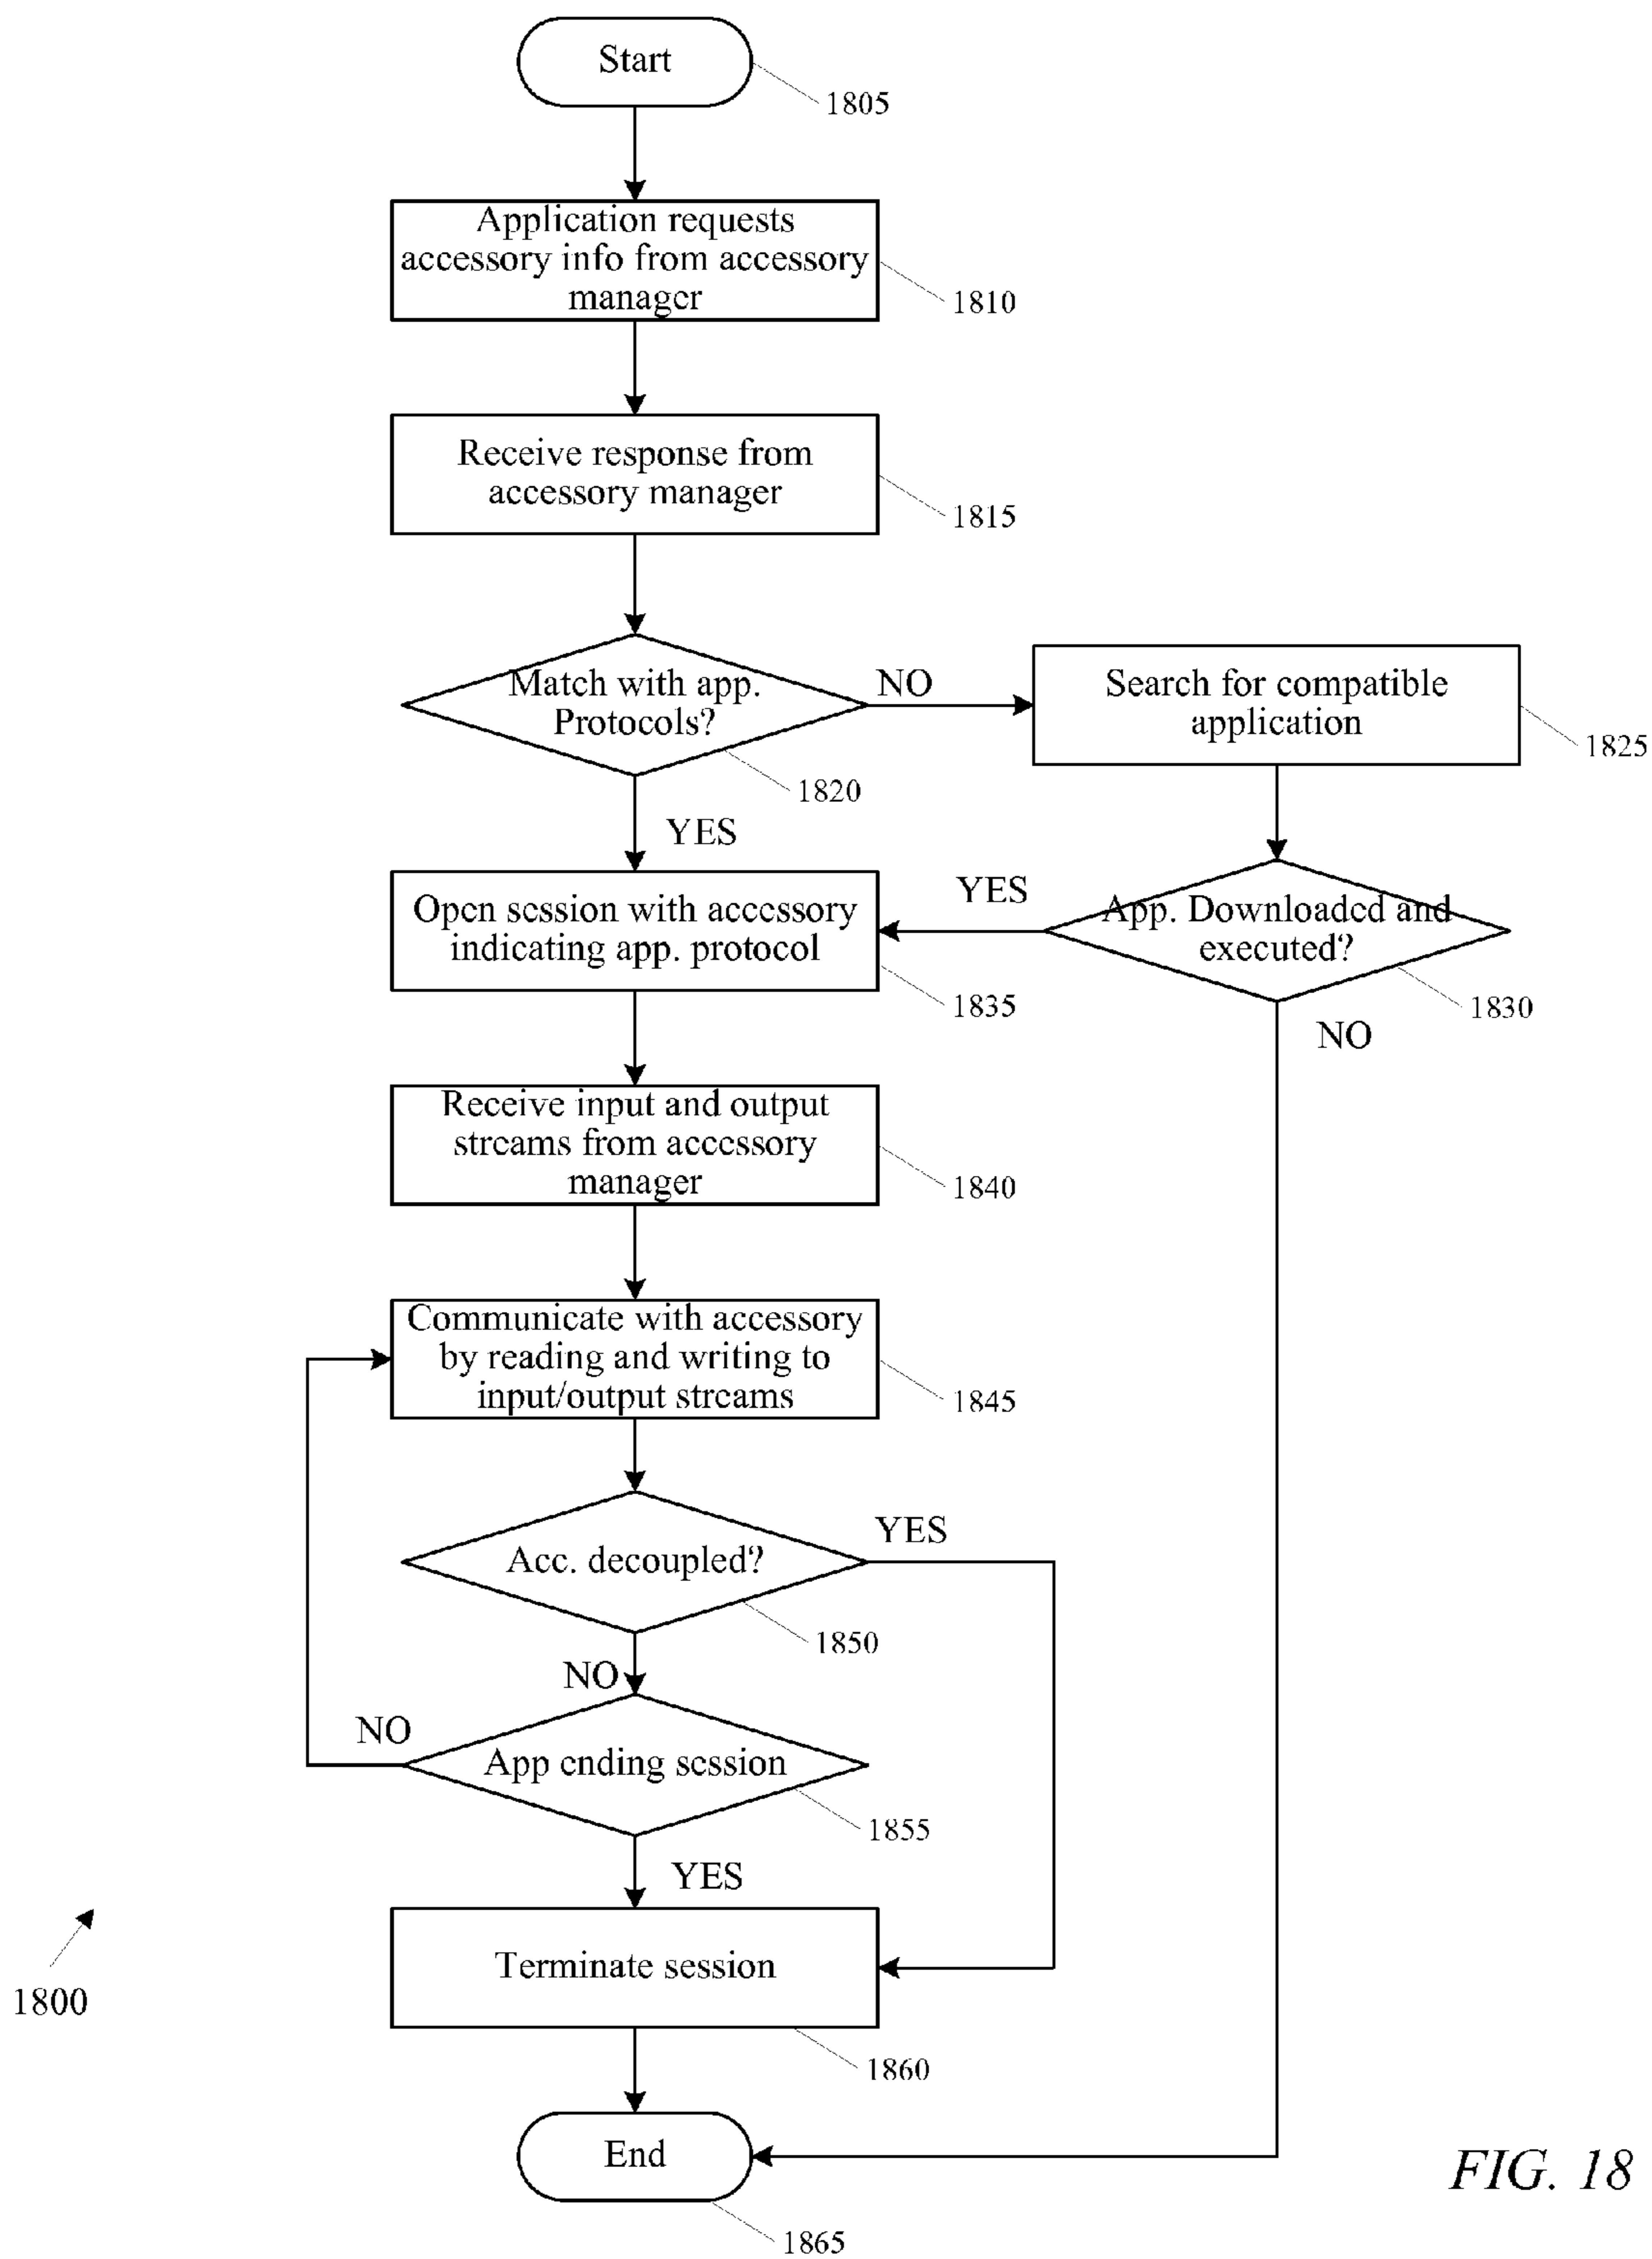 Start
1805
Application requests
accessory info from accessory
manager
1810
Receive response from
accessory manager
1815
Match with app.
Protocols?
1820
NO
Search for compatible
application
1825
YES
App. Downloaded and
executed?
1830
YES
NO
Open session with accessory
indicating app. protocol
1835
Receive input and output
streams from accessory
manager
1840
Communicate with accessory
by reading and writing to
input/output streams
1845
Acc. decoupled?
1850
YES
NO
App ending session
1855
NO
YES
Terminate session
1860
1800
End
1865
FIG. 18